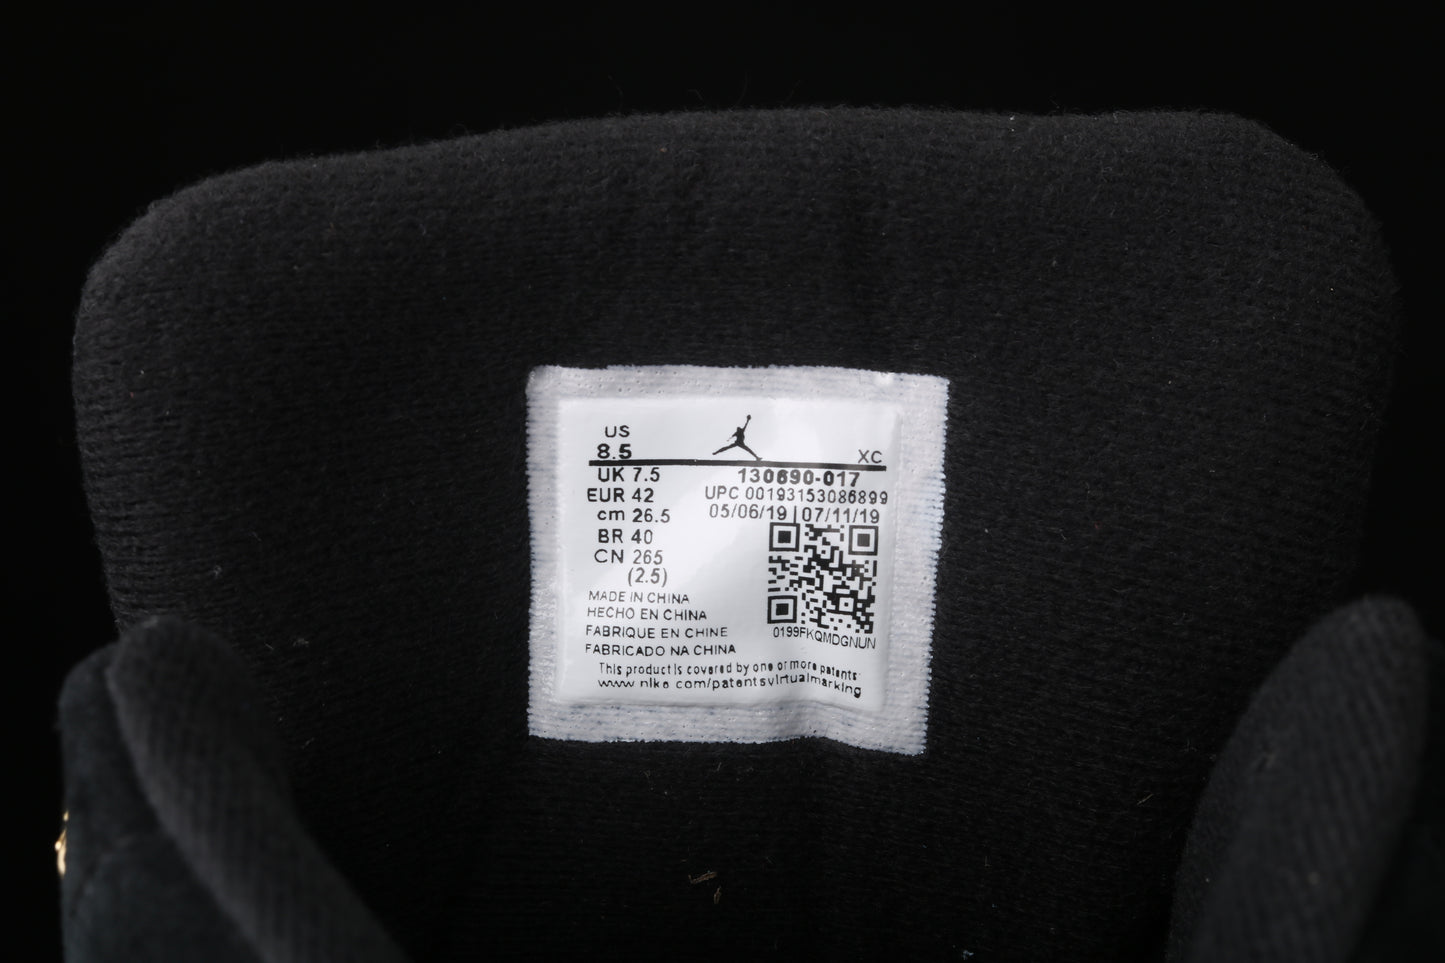 US
8.5
XC
UK 7.5
130690-017
EUR 42
UPC 00193153086899
cm 26.5
05/06/19 | 07/11/19
BR 40
CN 265
(2.5)
MADE IN CHINA
HECHO EN CHINA
FABRIQUE EN CHINE
0199FKQMDGNUN
FABRICADO NA CHINA
This product is covered by one or more patents
www nike com/patentsvirtualmarking